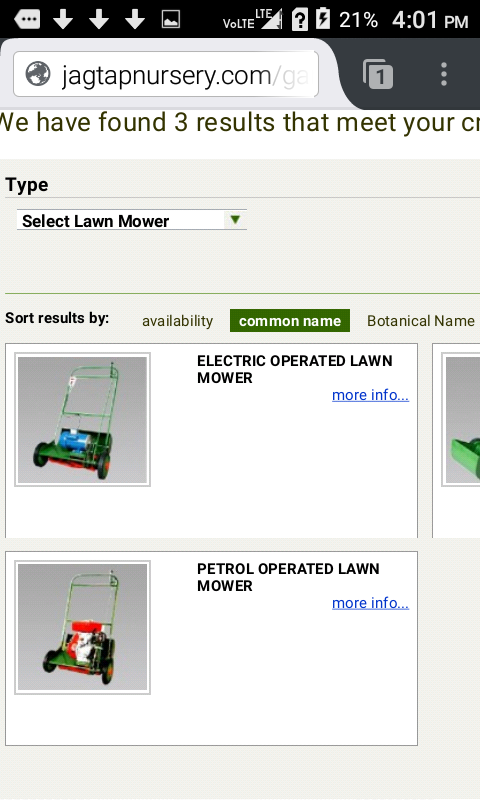 VoLTE LTE 21% 4:01 PM
jagtapnursery.com/ga
1
We have found 3 results that meet your cr
Type
Select Lawn Mower
Sort results by: availability common name Botanical Name
ELECTRIC OPERATED LAWN
MOWER
more info...
PETROL OPERATED LAWN
MOWER
more info...